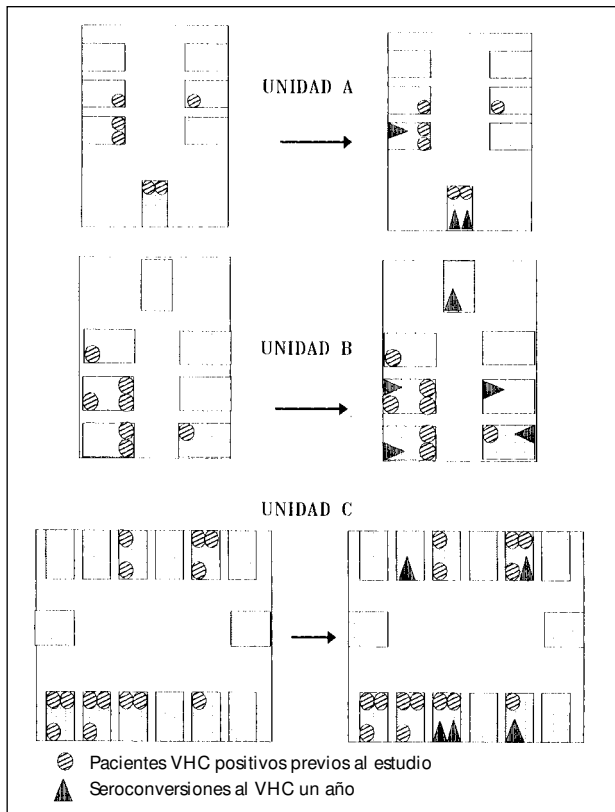 UNIDAD A
UNIDAD B
UNIDAD C
Pacientes VHC positivos previos al estudio
Seroconversiones al VHC un año